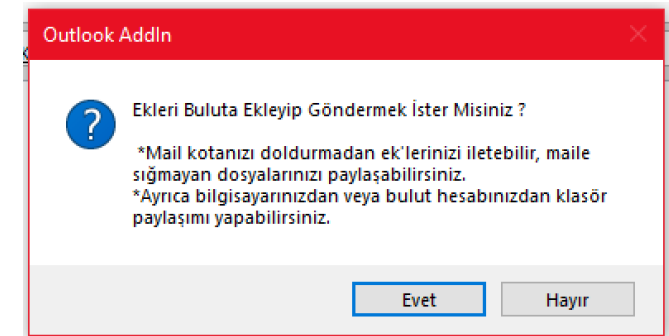 Outlook AddIn
Ekleri Buluta Ekleyip Göndermek İster Misiniz ?
*Mail kotanızı doldurmadan ek'lerinizi iletebilir, maile
sığmayan dosyalarınızı paylaşabilirsiniz.
*Ayrıca bilgisayarınızdan veya bulut hesabınızdan klasör
paylaşımı yapabilirsiniz.
Evet
Hayır